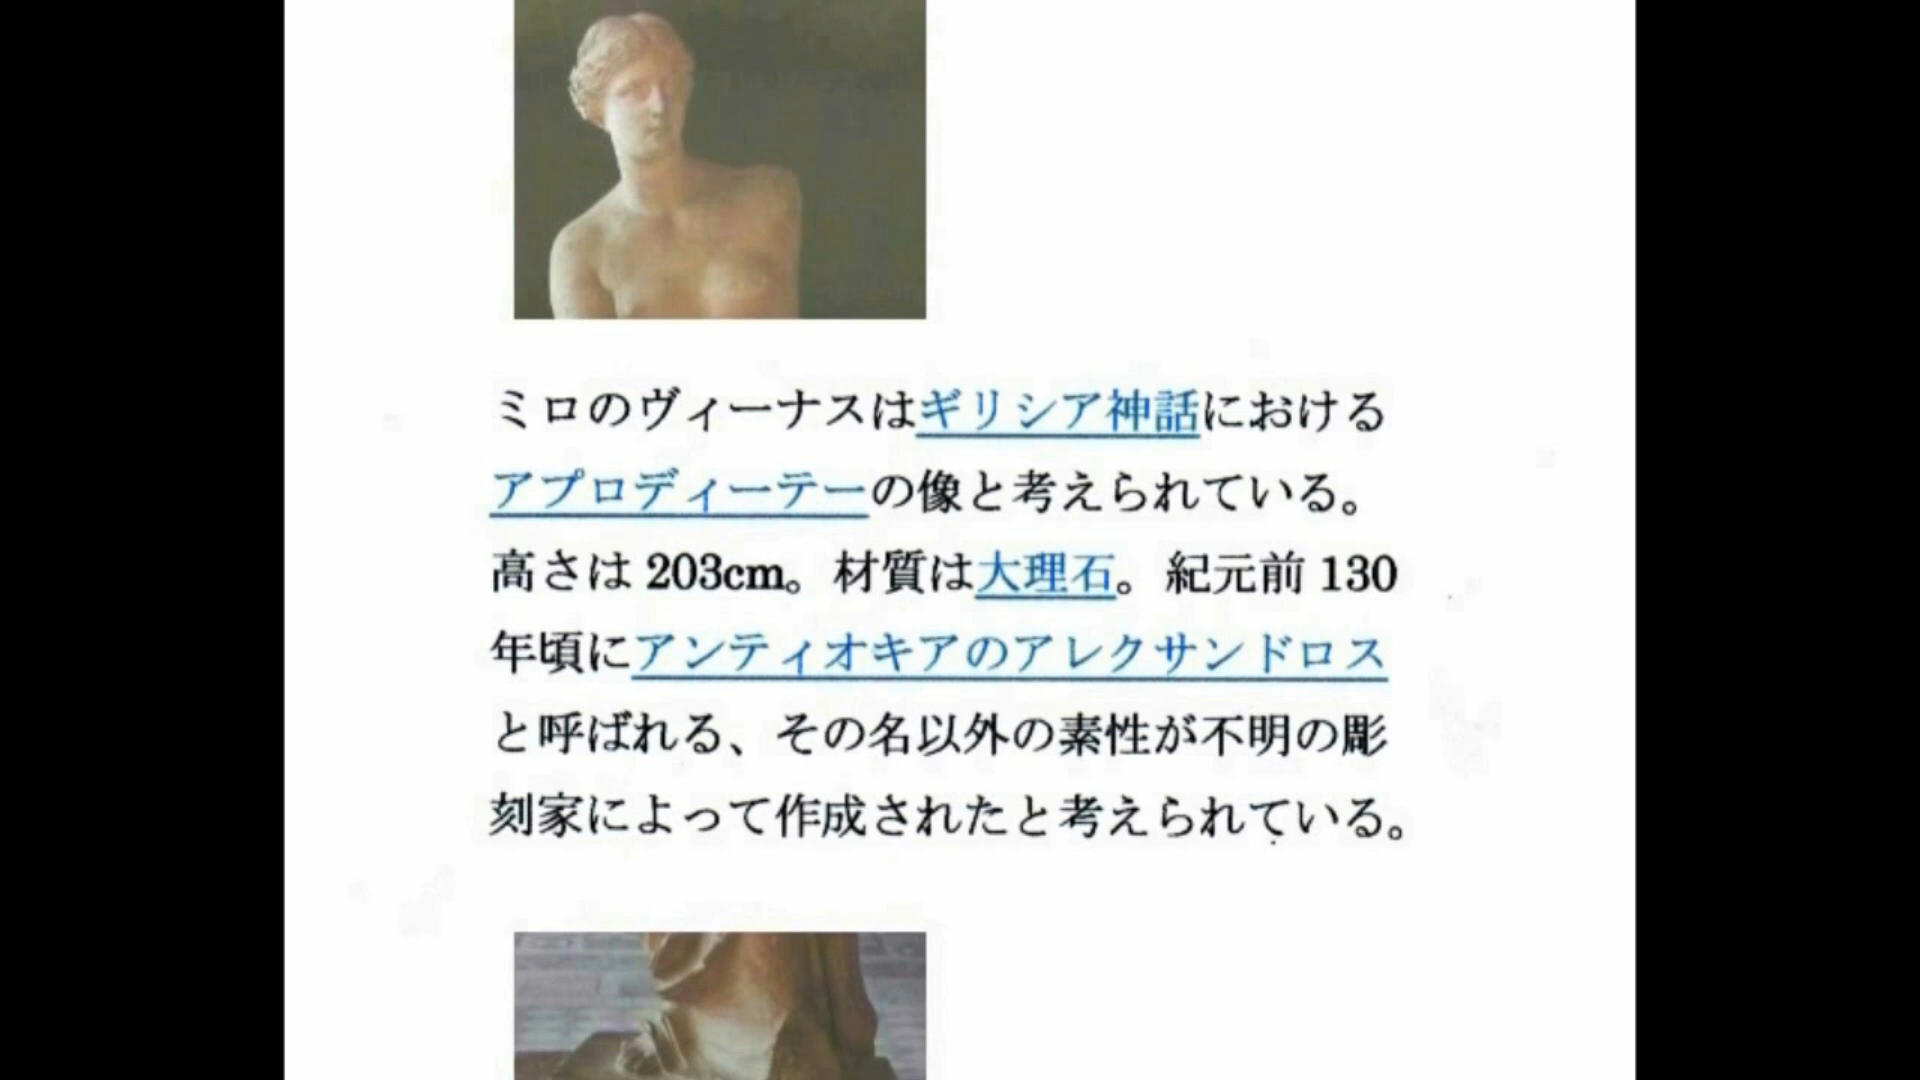 ミロのヴィーナスはギリシア神話における
アプロディーテーの像と考えられている。
高さは 203cm。材質は大理石。紀元前 130
年頃にアンティオキアのアレクサンドロス
と呼ばれる、その名以外の素性が不明の彫
刻家によって作成されたと考えられている。